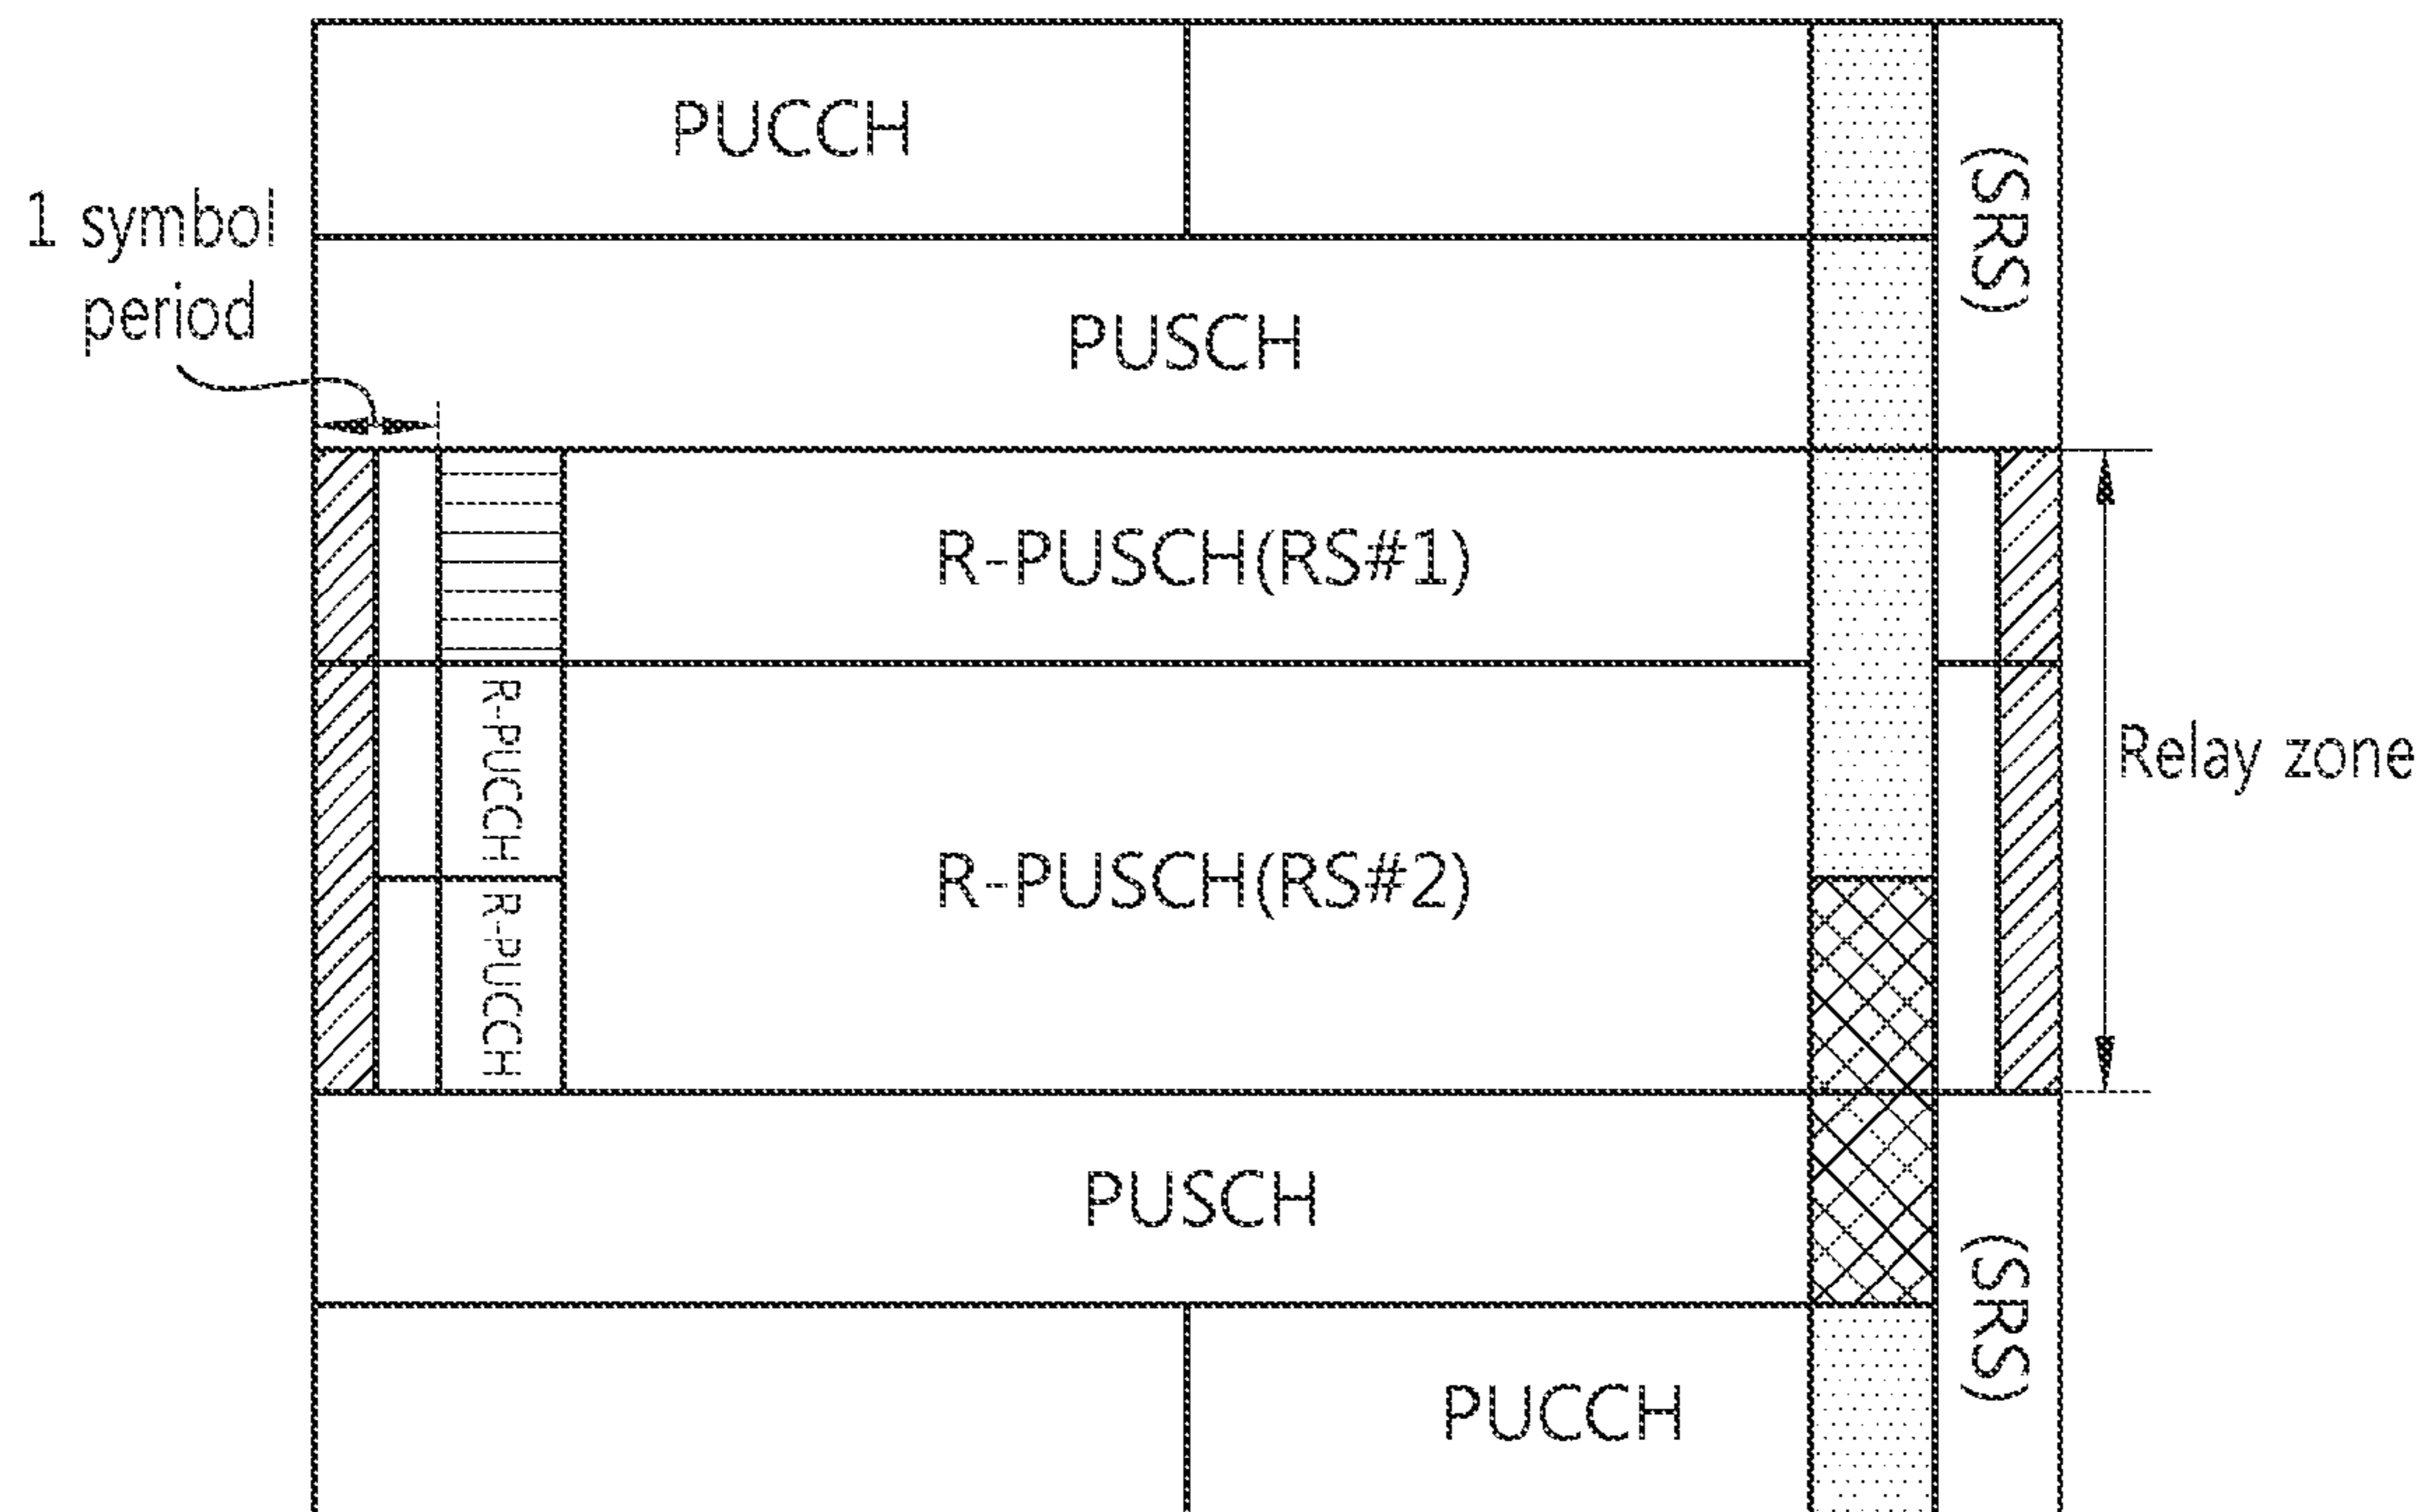 PUCCH
(SRS)
1 symbol
period
PUSCH
R-PUSCH(RS#1)
R-PUCCH
Relay zone
R-PUSCH(RS#2)
R-PUCCH
PUSCH
(SRS)
PUCCH